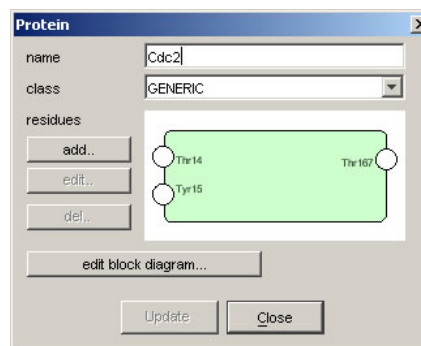 Protein
name Cdc2
class GENERIC
residues
add..
edit..
del..
Thr14
Tyr15
Thr167
edit block diagram...
Update Close